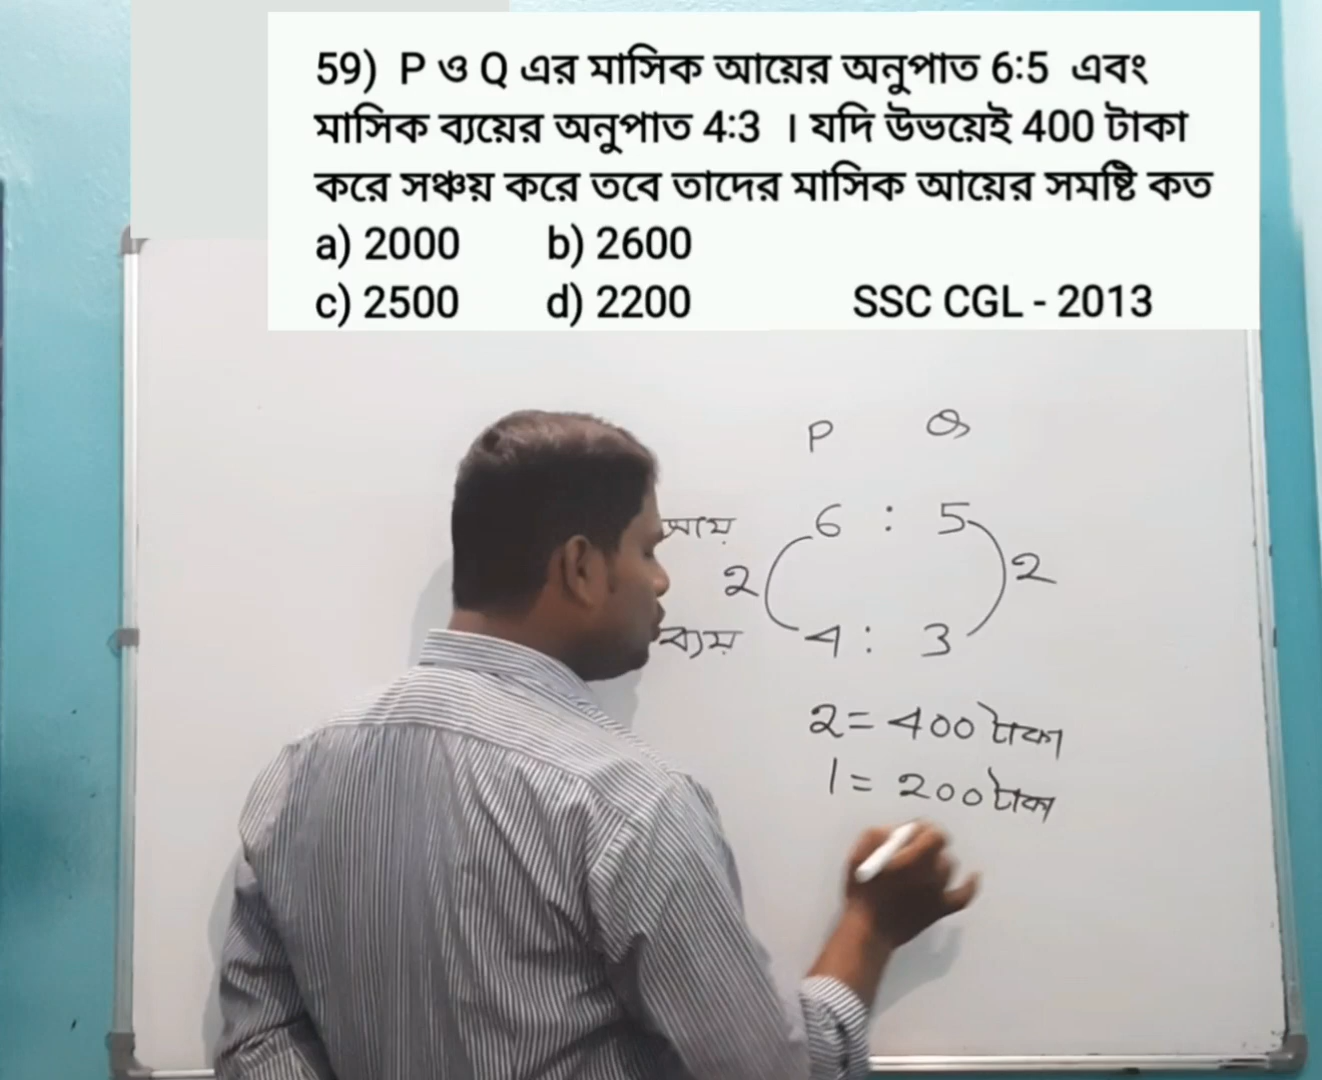 59) P ও Q এর মাসিক আয়ের অনুপাত 6:5 এবং
মাসিক ব্যয়ের অনুপাত 4:3 । যদি উভয়েই 400 টাকা
করে সঞ্চয় করে তবে তাদের মাসিক আয়ের সমষ্টি কত
a) 2000 b) 2600
c) 2500 d) 2200 SSC CGL - 2013
P Q
আয় 6 : 5
2 2
ব্যয় 4 : 3
2 = 400 টাকা
1 = 200 টাকা